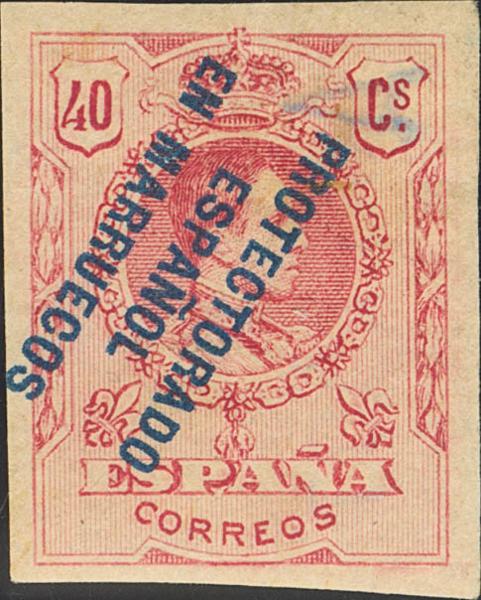 40 Cs.
PROTECTORADO
ESPAÑOL
EN MARRUECOS
ESPAÑA
CORREOS